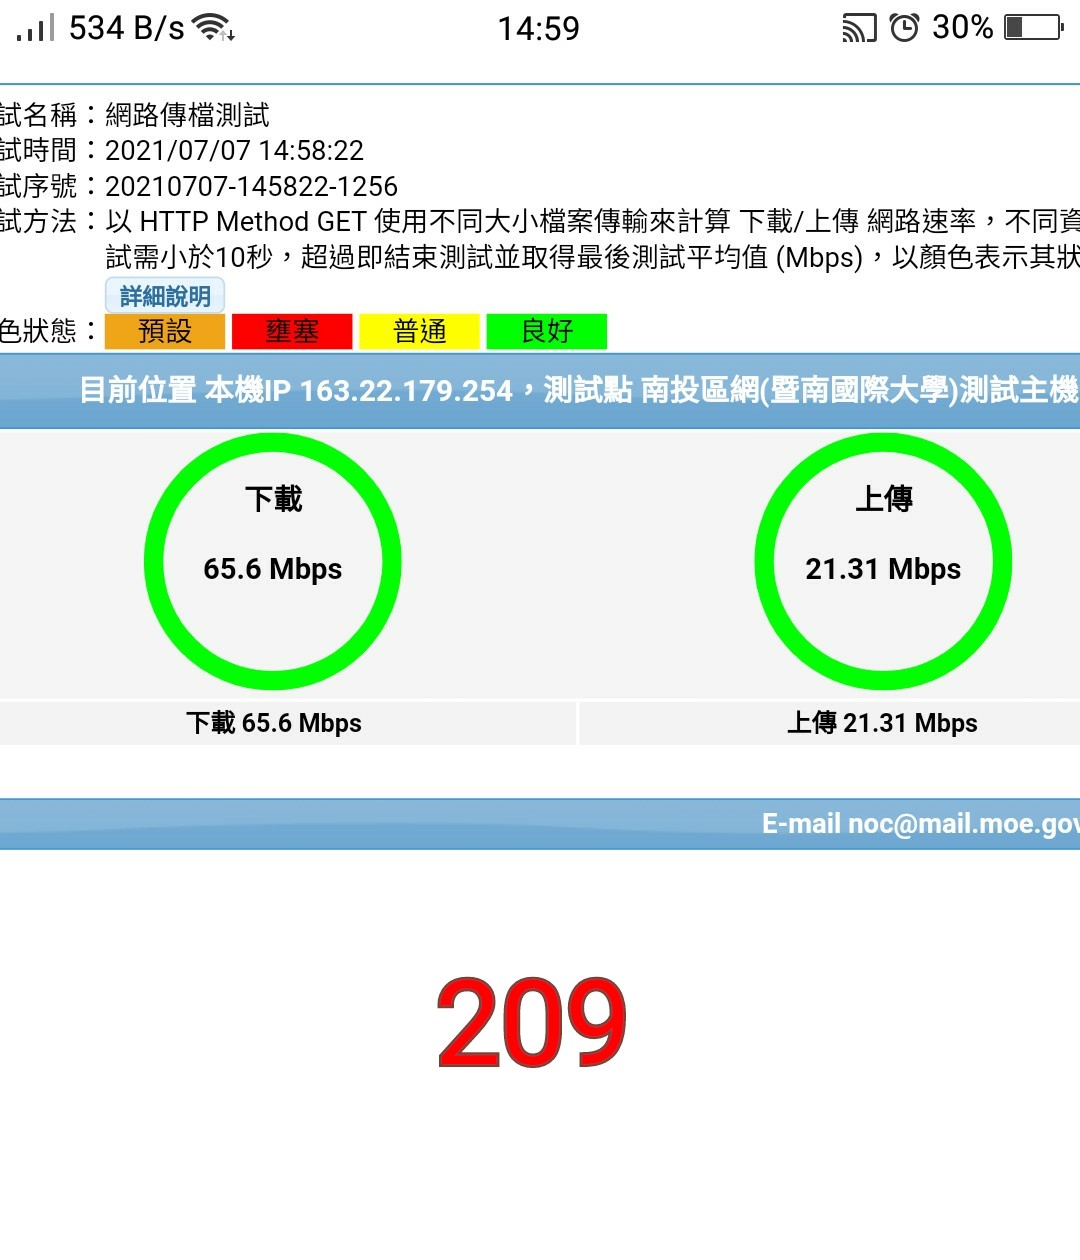 534 B/s 14:59 30%
試名稱：網路傳檔測試
試時間：2021/07/07 14:58:22
試序號：20210707-145822-1256
試方法：以 HTTP Method GET 使用不同大小檔案傳輸來計算 下載/上傳 網路速率，不同資
試需小於10秒，超過即結束測試並取得最後測試平均值 (Mbps)，以顏色表示其狀
詳細說明
色狀態： 預設 壅塞 普通 良好
目前位置 本機IP 163.22.179.254，測試點 南投區網(暨南國際大學)測試主機
下載 上傳
65.6 Mbps 21.31 Mbps
下載 65.6 Mbps 上傳 21.31 Mbps
E-mail noc@mail.moe.gov
209